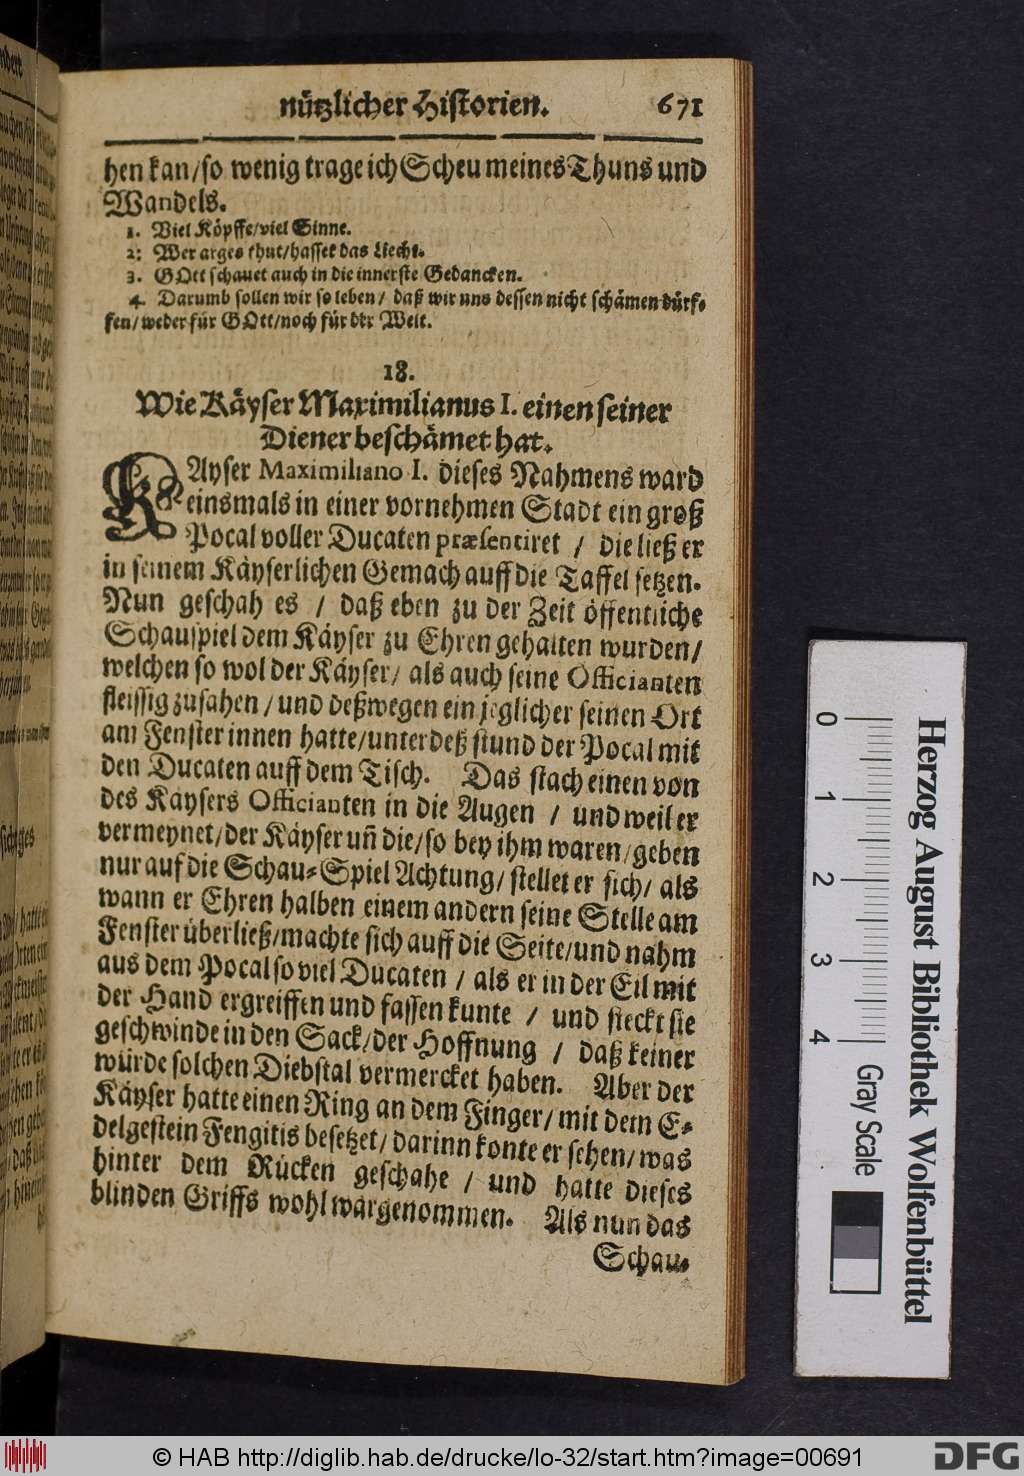 nützlicher Historien. 671
hen kan/so wenig trage ich Scheu meines Thuns und
Wandels.
1. Viel Köpffe/viel Sinne.
2: Wer arges thut/hasset das Liecht.
3. GOtt schauet auch in die innerste Gedancken.
4. Darumb sollen wir so leben/ daß wir uns dessen nicht schämen dürf-
fen/weder für GOtt/noch für der Welt.
18.
Wie Käyser Maximilianus I. einen seiner
Diener beschämet hat.
KAyser Maximiliano I. dieses Nahmens ward
einsmals in einer vornehmen Stadt ein groß
Pocal voller Ducaten præsentiret / die ließ er
in seinem Käyserlichen Gemach auff die Taffel setzen.
Nun geschah es / daß eben zu der Zeit öffentliche
Schauspiel dem Käyser zu Ehren gehalten wurden/
welchen so wol der Käyser/ als auch seine Officianten
fleissig zusahen/und deßwegen ein jeglicher seinen Ort
am Fenster innen hatte/unterdeß stund der Pocal mit
den Ducaten auff dem Tisch. Das stach einen von
des Käysers Officianten in die Augen / und weil er
vermeynet/der Käyser uñ die/so bey ihm waren/geben
nur auf die Schau-Spiel Achtung/ stellet er sich/ als
wann er Ehren halben einem andern seine Stelle am
Fenster überließ/machte sich auff die Seite/und nahm
aus dem Pocal so viel Ducaten / als er in der Eil mit
der Hand ergreiffen und fassen kunte / und steckt sie
geschwinde in den Sack/der Hoffnung / daß keiner
würde solchen Diebstal vermercket haben. Aber der
Käyser hatte einen Ring an dem Finger/mit dem E-
delgestein Fengitis besetzet/darinn konte er sehen/was
hinter dem Rücken geschahe / und hatte dieses
blinden Griffs wohl wargenommen. Als nun das
Schau-
0 1 2 3 4
Gray Scale
Herzog August Bibliothek Wolfenbüttel
© HAB http://diglib.hab.de/drucke/lo-32/start.htm?image=00691
DFG